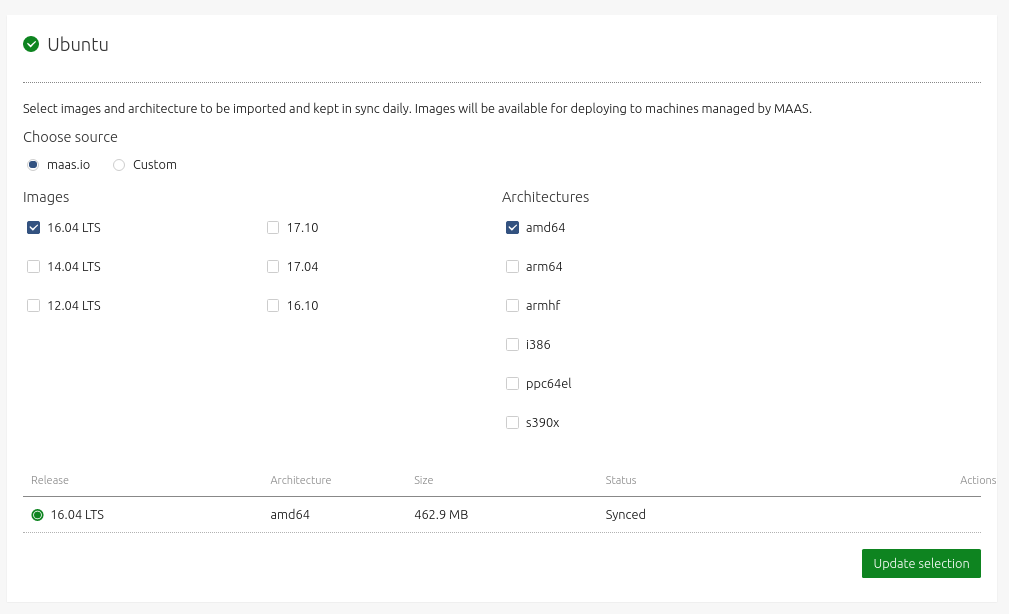 Ubuntu
Select images and architecture to be imported and kept in sync daily. Images will be available for deploying to machines managed by MAAS.
Choose source
maas.io Custom
Images Architectures
16.04 LTS 17.10 amd64
14.04 LTS 17.04 arm64
12.04 LTS 16.10 armhf
i386
ppc64el
s390x
Release Architecture Size Status Actions
16.04 LTS amd64 462.9 MB Synced
Update selection